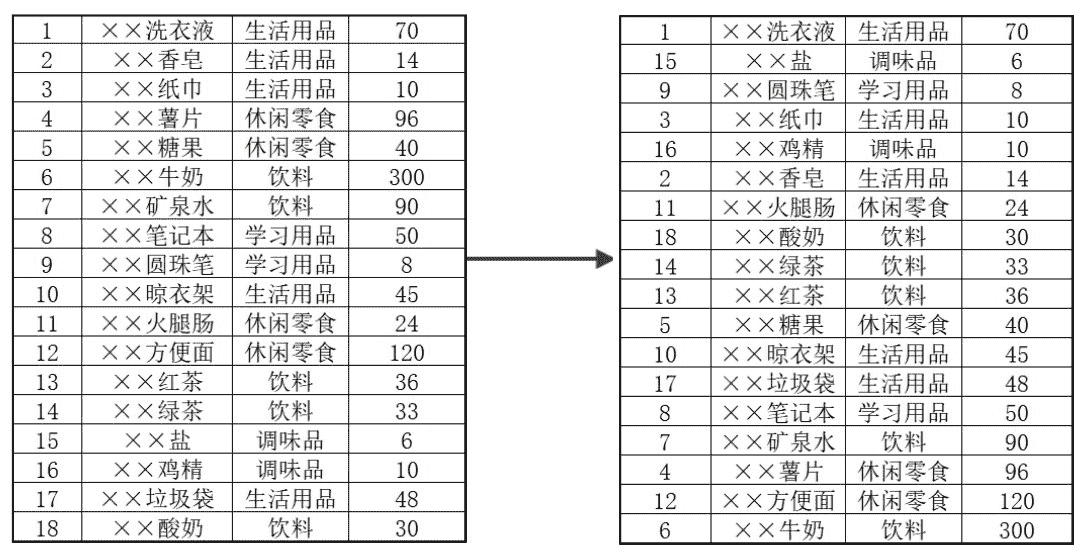 1 ××洗衣液 生活用品 70
2 ××香皂 生活用品 14
3 ××纸巾 生活用品 10
4 ××薯片 休闲零食 96
5 ××糖果 休闲零食 40
6 ××牛奶 饮料 300
7 ××矿泉水 饮料 90
8 ××笔记本 学习用品 50
9 ××圆珠笔 学习用品 8
10 ××晾衣架 生活用品 45
11 ××火腿肠 休闲零食 24
12 ××方便面 休闲零食 120
13 ××红茶 饮料 36
14 ××绿茶 饮料 33
15 ××盐 调味品 6
16 ××鸡精 调味品 10
17 ××垃圾袋 生活用品 48
18 ××酸奶 饮料 30
1 ××洗衣液 生活用品 70
15 ××盐 调味品 6
9 ××圆珠笔 学习用品 8
3 ××纸巾 生活用品 10
16 ××鸡精 调味品 10
2 ××香皂 生活用品 14
11 ××火腿肠 休闲零食 24
18 ××酸奶 饮料 30
14 ××绿茶 饮料 33
13 ××红茶 饮料 36
5 ××糖果 休闲零食 40
10 ××晾衣架 生活用品 45
17 ××垃圾袋 生活用品 48
8 ××笔记本 学习用品 50
7 ××矿泉水 饮料 90
4 ××薯片 休闲零食 96
12 ××方便面 休闲零食 120
6 ××牛奶 饮料 300